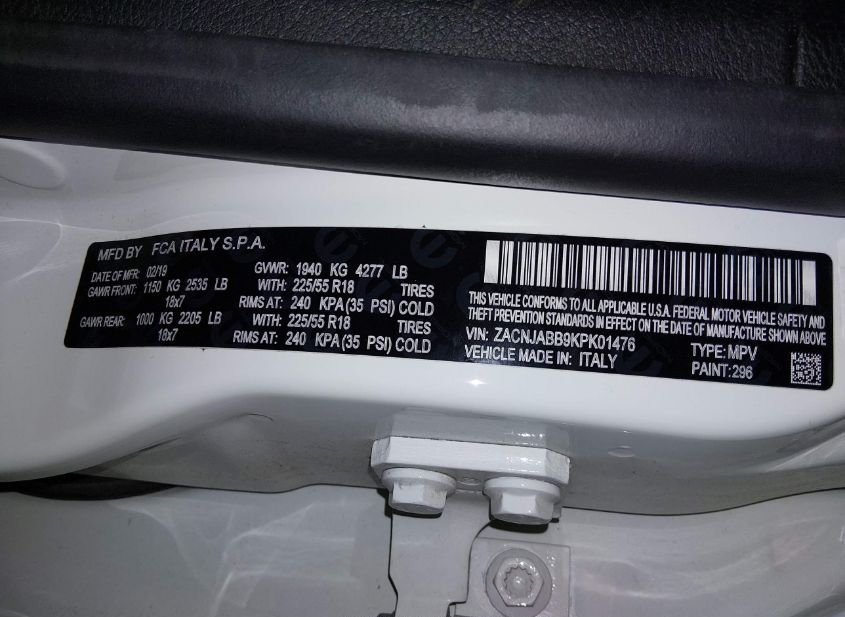 MFD BY FCA ITALY S.P.A.
DATE OF MFR: 02/19 GVWR: 1940 KG 4277 LB
GAWR FRONT: 1150 KG 2535 LB WITH: 225/55 R18 TIRES
18x7 RIMS AT: 240 KPA (35 PSI) COLD
GAWR REAR: 1000 KG 2205 LB WITH: 225/55 R18 TIRES
18x7 RIMS AT: 240 KPA (35 PSI) COLD
THIS VEHICLE CONFORMS TO ALL APPLICABLE U.S.A. FEDERAL MOTOR VEHICLE SAFETY AND
THEFT PREVENTION STANDARDS IN EFFECT ON THE DATE OF MANUFACTURE SHOWN ABOVE
VIN: ZACNJABB9KPK01476 TYPE: MPV
VEHICLE MADE IN: ITALY PAINT: 296